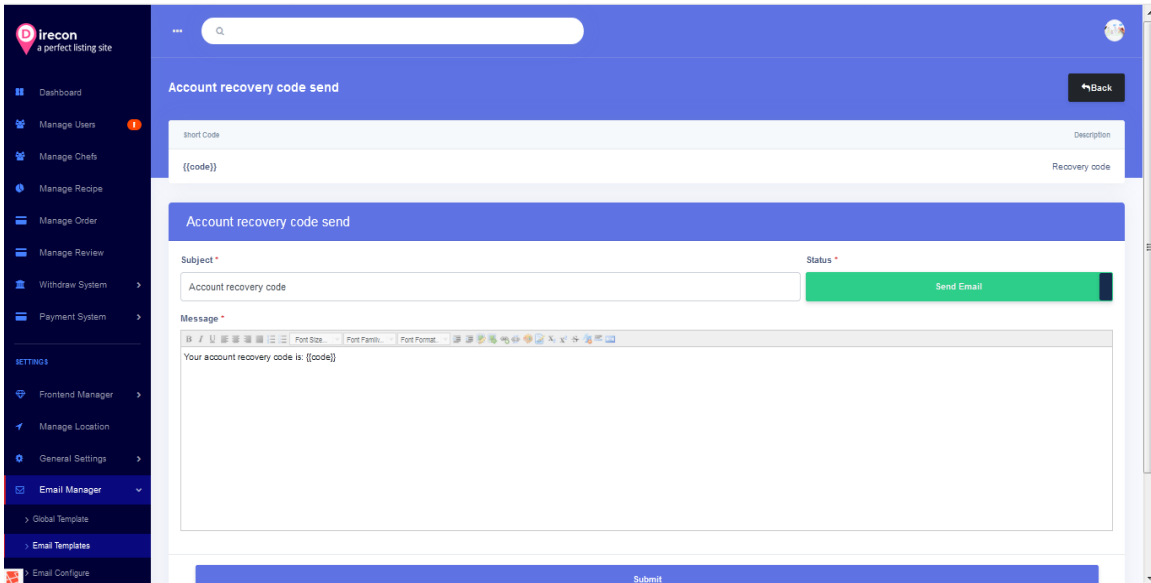 Direcon
a perfect listing site
Dashboard
Manage Users
Manage Chefs
Manage Recipe
Manage Order
Manage Review
Withdraw System
Payment System
SETTINGS
Frontend Manager
Manage Location
General Settings
Email Manager
Global Template
Email Templates
Email Configure
Account recovery code send
Back
Short Code
Description
{{code}}
Recovery code
Account recovery code send
Subject *
Status *
Account recovery code
Send Email
Message *
B I U Font Size... Font Family... Font Format...
Your account recovery code is: {{code}}
Submit